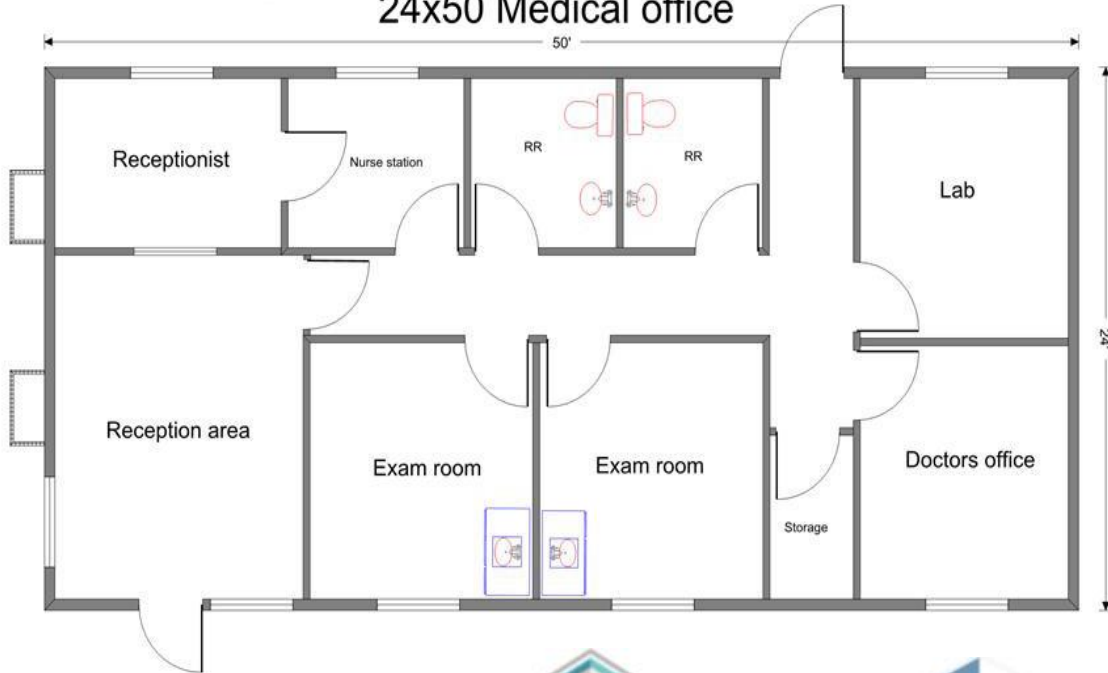 24x50 Medical office
50'
Receptionist
Nurse station
RR
RR
Lab
24'
Reception area
Exam room
Exam room
Doctors office
Storage